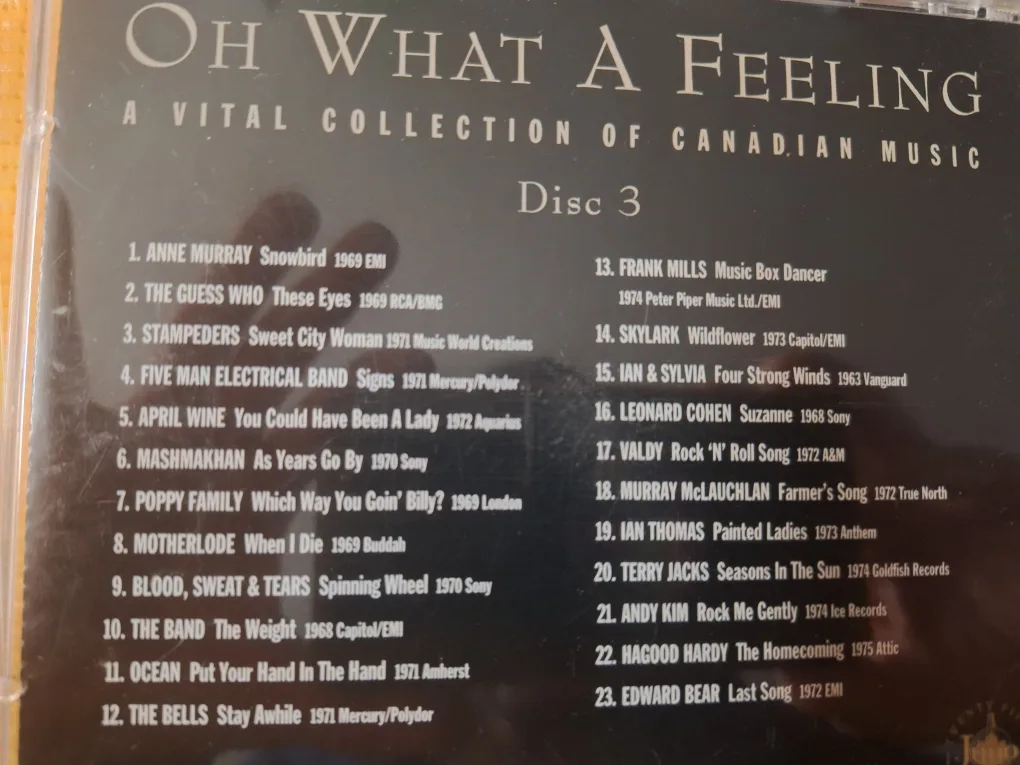 OH WHAT A FEELING
A VITAL COLLECTION OF CANADIAN MUSIC
Disc 3
1. ANNE MURRAY Snowbird 1969 EMI
2. THE GUESS WHO These Eyes 1969 RCA/BMG
3. STAMPEDERS Sweet City Woman 1971 Music World Creations
4. FIVE MAN ELECTRICAL BAND Signs 1971 Mercury/Polydor
5. APRIL WINE You Could Have Been A Lady 1972 Aquarius
6. MASHMAKHAN As Years Go By 1970 Sony
7. POPPY FAMILY Which Way You Goin' Billy? 1969 London
8. MOTHERLODE When I Die 1969 Buddah
9. BLOOD, SWEAT & TEARS Spinning Wheel 1970 Sony
10. THE BAND The Weight 1968 Capitol/EMI
11. OCEAN Put Your Hand In The Hand 1971 Amherst
12. THE BELLS Stay Awhile 1971 Mercury/Polydor
13. FRANK MILLS Music Box Dancer
1974 Peter Piper Music Ltd./EMI
14. SKYLARK Wildflower 1973 Capitol/EMI
15. IAN & SYLVIA Four Strong Winds 1963 Vanguard
16. LEONARD COHEN Suzanne 1968 Sony
17. VALDY Rock 'N' Roll Song 1972 A&M
18. MURRAY McLAUCHLAN Farmer's Song 1972 True North
19. IAN THOMAS Painted Ladies 1973 Anthem
20. TERRY JACKS Seasons In The Sun 1974 Goldfish Records
21. ANDY KIM Rock Me Gently 1974 Ice Records
22. HAGOOD HARDY The Homecoming 1975 Attic
23. EDWARD BEAR Last Song 1972 EMI